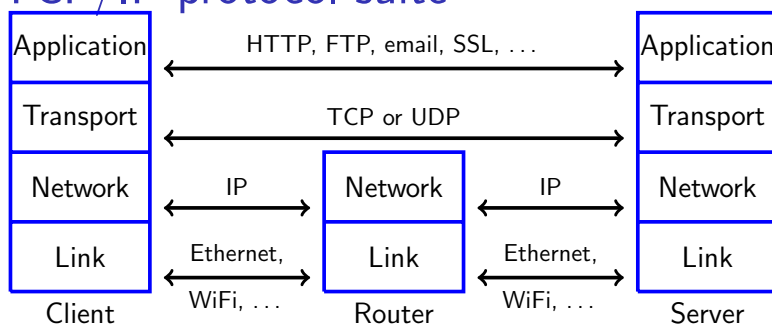 TCP/IP protocol suite
Application HTTP, FTP, email, SSL, ... Application
Transport TCP or UDP Transport
Network IP Network IP Network
Link Ethernet, Link Ethernet, Link
WiFi, ... WiFi, ...
Client Router Server